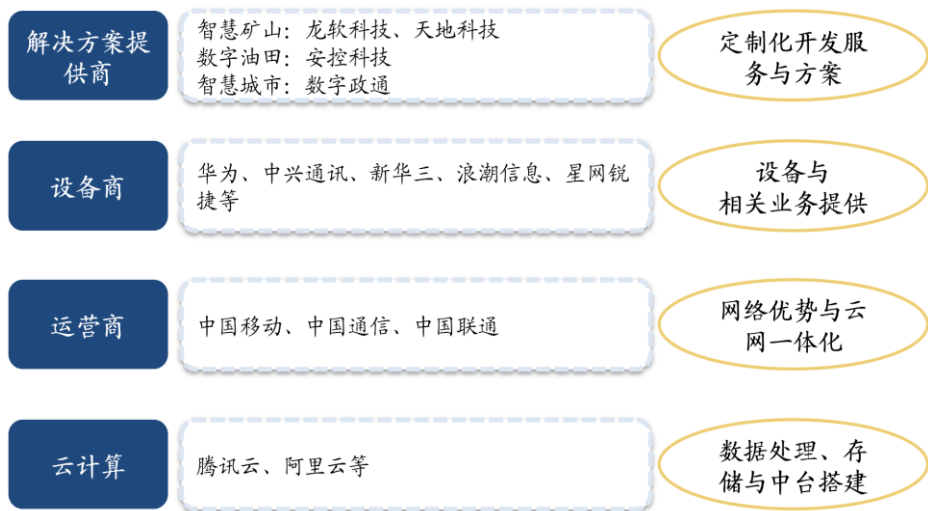 解决方案提
供商
智慧矿山：龙软科技、天地科技
数字油田：安控科技
智慧城市：数字政通
定制化开发服
务与方案
设备商
华为、中兴通讯、新华三、浪潮信息、星网锐
捷等
设备与
相关业务提供
运营商
中国移动、中国通信、中国联通
网络优势与云
网一体化
云计算
腾讯云、阿里云等
数据处理、存
储与中台搭建